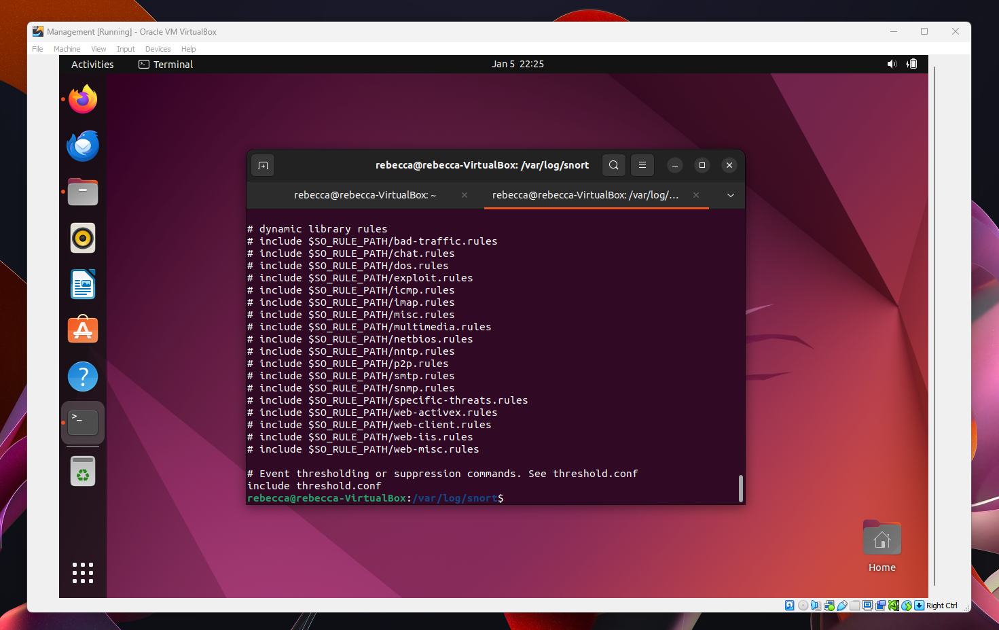 Management [Running] - Oracle VM VirtualBox
File Machine View Input Devices Help
Activities Terminal Jan 5 22:25
rebecca@rebecca-VirtualBox: /var/log/snort
rebecca@rebecca-VirtualBox: ~ rebecca@rebecca-VirtualBox: /var/log/...
# dynamic library rules
# include $SO_RULE_PATH/bad-traffic.rules
# include $SO_RULE_PATH/chat.rules
# include $SO_RULE_PATH/dos.rules
# include $SO_RULE_PATH/exploit.rules
# include $SO_RULE_PATH/icmp.rules
# include $SO_RULE_PATH/imap.rules
# include $SO_RULE_PATH/misc.rules
# include $SO_RULE_PATH/multimedia.rules
# include $SO_RULE_PATH/netbios.rules
# include $SO_RULE_PATH/nntp.rules
# include $SO_RULE_PATH/p2p.rules
# include $SO_RULE_PATH/smtp.rules
# include $SO_RULE_PATH/snmp.rules
# include $SO_RULE_PATH/specific-threats.rules
# include $SO_RULE_PATH/web-activex.rules
# include $SO_RULE_PATH/web-client.rules
# include $SO_RULE_PATH/web-iis.rules
# include $SO_RULE_PATH/web-misc.rules
# Event thresholding or suppression commands. See threshold.conf
include threshold.conf
rebecca@rebecca-VirtualBox:/var/log/snort$
Home
Right Ctrl